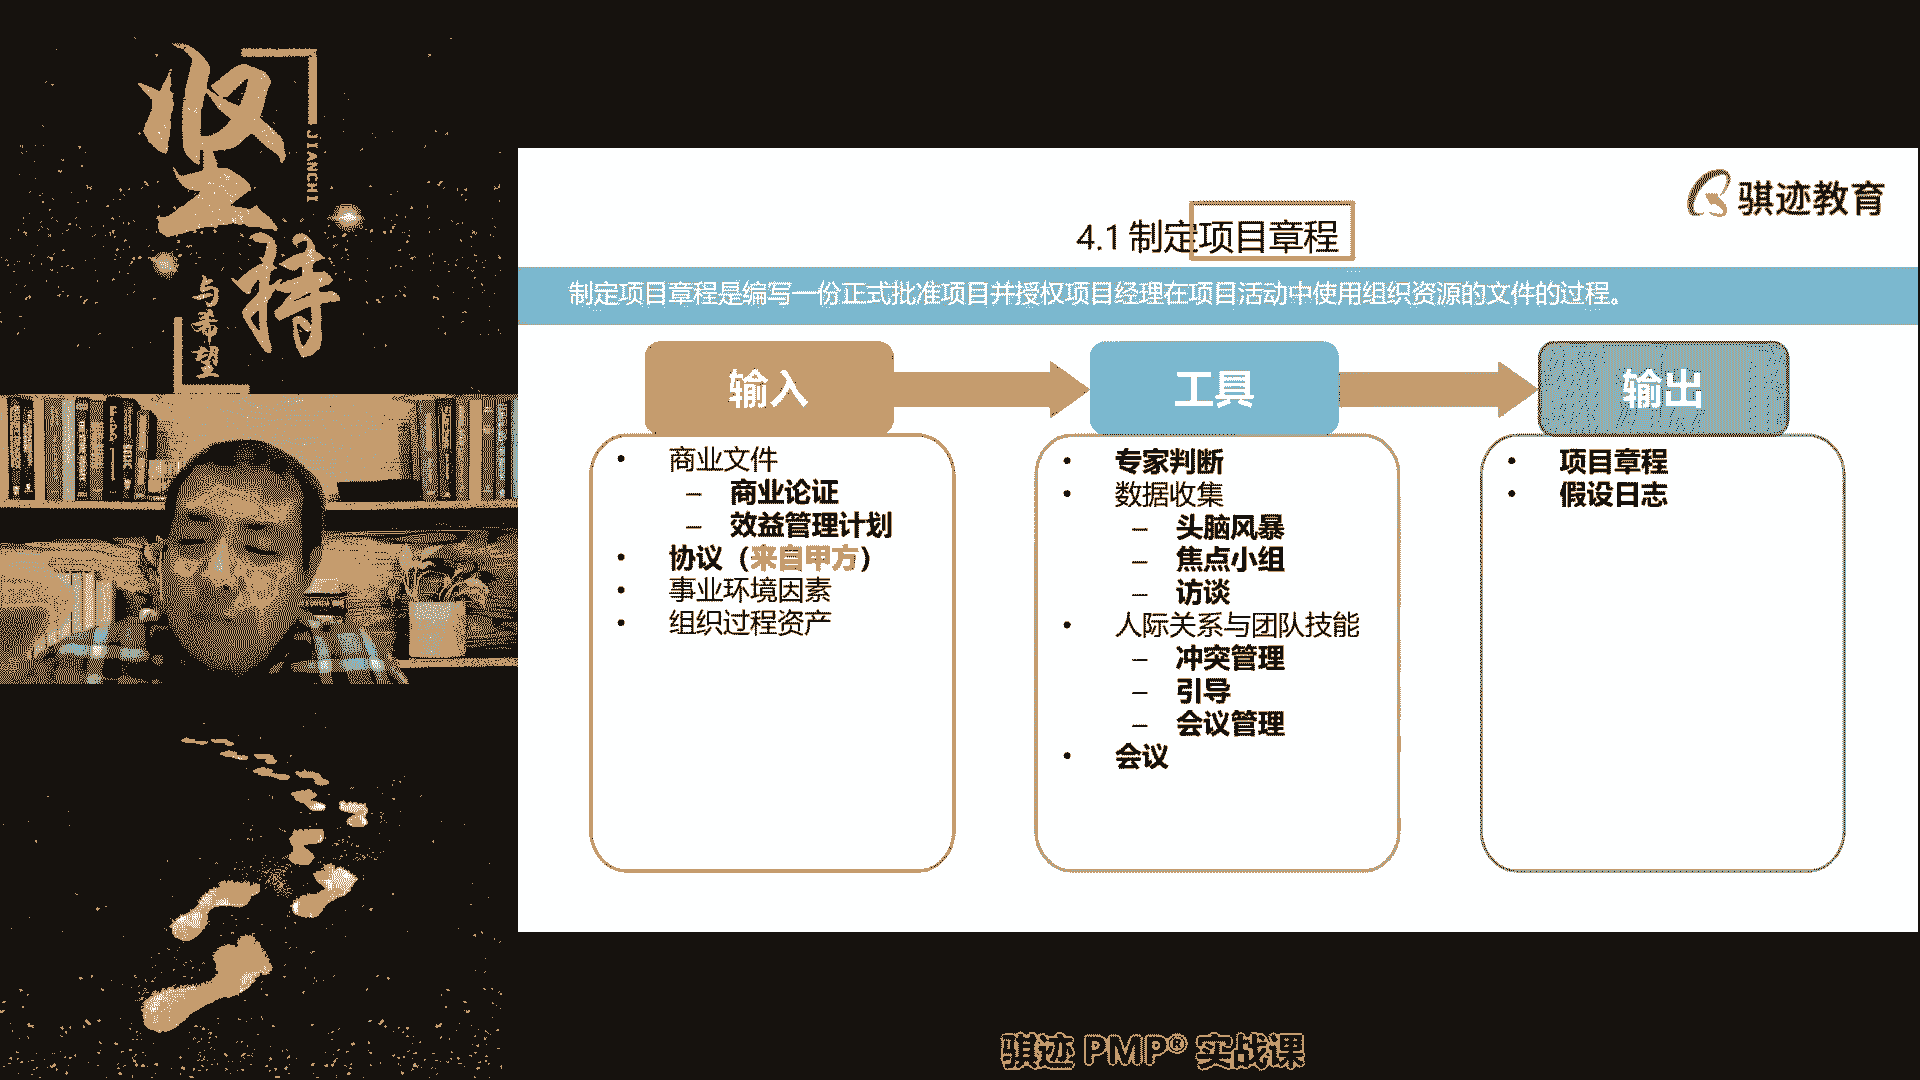 坚持
JIANCHI
与希望
骐迹教育
4.1 制定项目章程
制定项目章程是编写一份正式批准项目并授权项目经理在项目活动中使用组织资源的文件的过程。
输入
• 商业文件
– 商业论证
– 效益管理计划
• 协议（来自甲方）
• 事业环境因素
• 组织过程资产
工具
• 专家判断
• 数据收集
– 头脑风暴
– 焦点小组
– 访谈
• 人际关系与团队技能
– 冲突管理
– 引导
– 会议管理
• 会议
输出
• 项目章程
• 假设日志
骐迹 PMP® 实战课